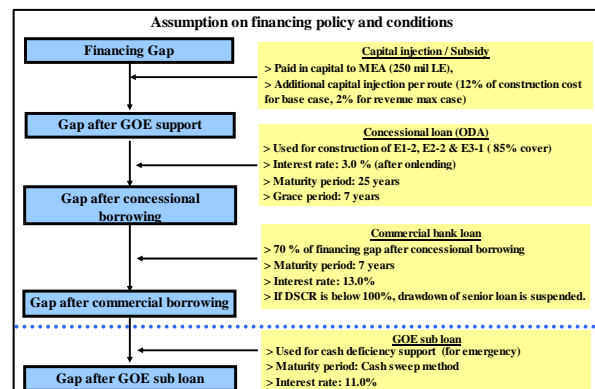 Assumption on financing policy and conditions
Financing Gap
Capital injection / Subsidy
> Paid in capital to MEA (250 mil LE),
> Additional capital injection per route (12% of construction cost
for base case, 2% for revenue max case)
Gap after GOE support
Concessional loan (ODA)
> Used for construction of E1-2, E2-2 & E3-1 ( 85% cover)
> Interest rate: 3.0 % (after onlending)
> Maturity period: 25 years
> Grace period: 7 years
Gap after concessional
borrowing
Commercial bank loan
> 70 % of financing gap after concessional borrowing
> Maturity period: 7 years
> Interest rate: 13.0%
> If DSCR is below 100%, drawdown of senior loan is suspended.
Gap after commercial borrowing
GOE sub loan
> Used for cash deficiency support (for emergency)
> Maturity period: Cash sweep method
> Interest rate: 11.0%
Gap after GOE sub loan